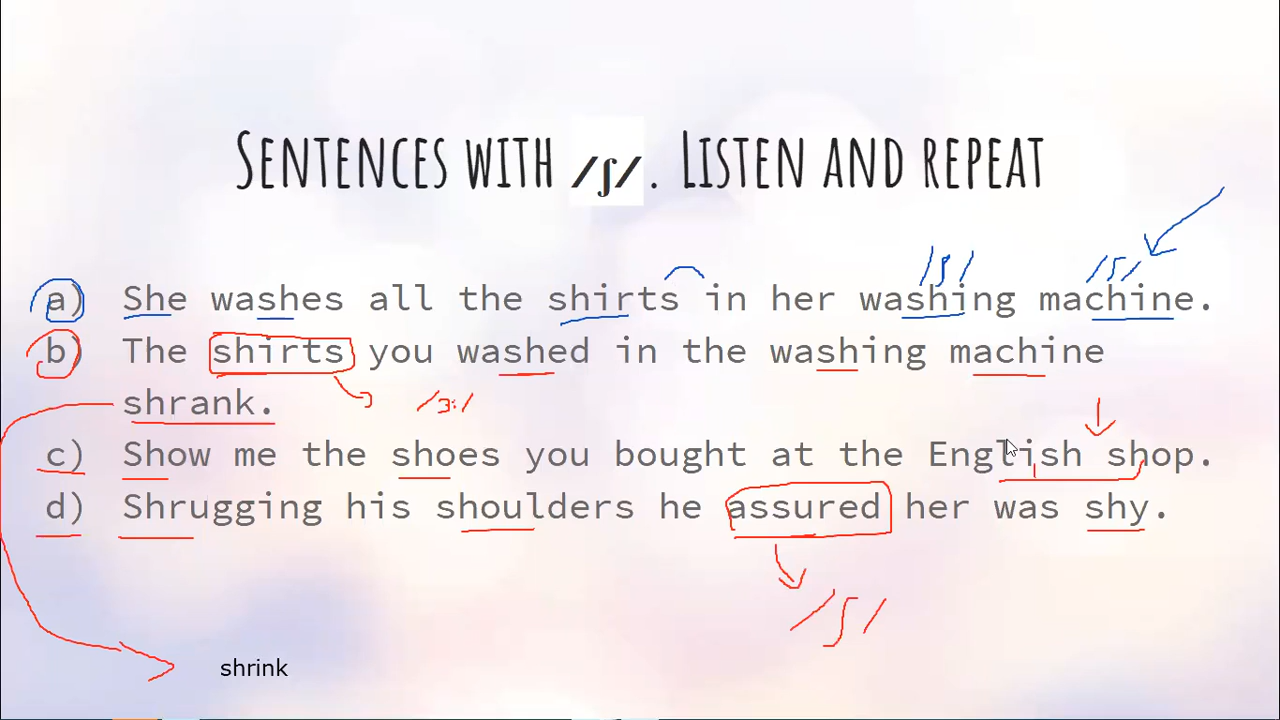 SENTENCES WITH /ʃ/. LISTEN AND REPEAT
/ʃ/ /ʃ/
a) She washes all the shirts in her washing machine.
b) The shirts you washed in the washing machine
shrank.
/ɜː/
c) Show me the shoes you bought at the English shop.
d) Shrugging his shoulders he assured her was shy.
/ʃ/
shrink